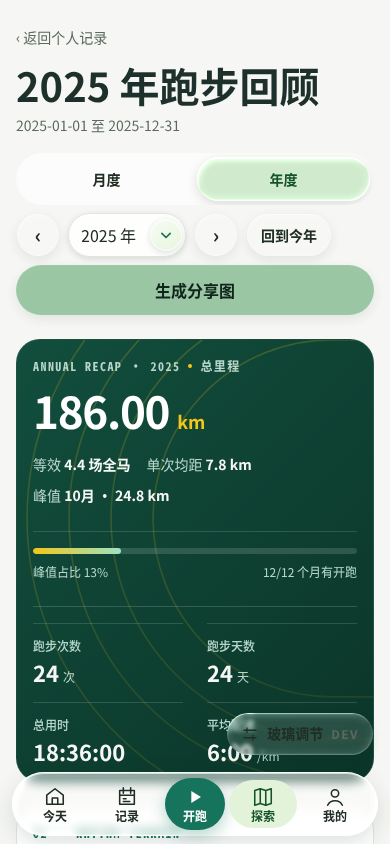 ‹ 返回个人记录
2025 年跑步回顾
2025-01-01 至 2025-12-31
月度
年度
‹
2025 年
›
回到今年
生成分享图
ANNUAL RECAP • 2025 • 总里程
186.00 km
等效 4.4 场全马 单次均距 7.8 km
峰值 10月 • 24.8 km
峰值占比 13%
12/12 个月有开跑
跑步次数
跑步天数
24 次
24 天
总用时
平均
玻璃调节 DEV
18:36:00
6:00 /km
今天
记录
开跑
探索
我的